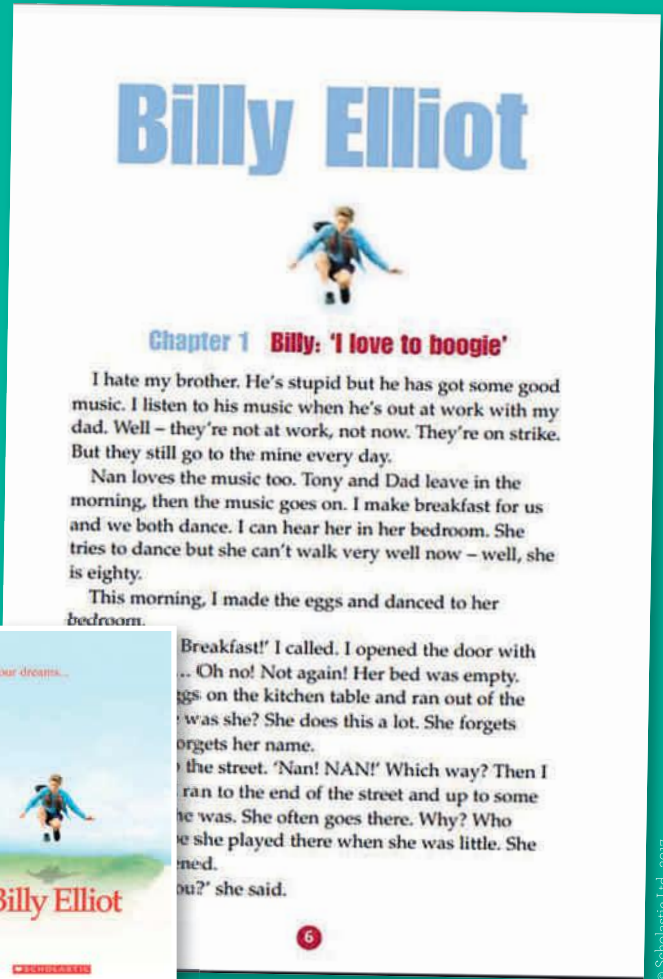 Billy Elliot
Chapter 1 Billy: 'I love to boogie'
I hate my brother. He's stupid but he has got some good
music. I listen to his music when he's out at work with my
dad. Well – they're not at work, not now. They're on strike.
But they still go to the mine every day.
Nan loves the music too. Tony and Dad leave in the
morning, then the music goes on. I make breakfast for us
and we both dance. I can hear her in her bedroom. She
tries to dance but she can't walk very well now – well, she
is eighty.
This morning, I made the eggs and danced to her
bedroom.
Breakfast!' I called. I opened the door with
... Oh no! Not again! Her bed was empty.
ggs on the kitchen table and ran out of the
was she? She does this a lot. She forgets
orgets her name.
the street. 'Nan! NAN!' Which way? Then I
ran to the end of the street and up to some
he was. She often goes there. Why? Who
e she played there when she was little. She
ened.
ou?' she said.
6
our dreams...
Billy Elliot
SCHOLASTIC
Scholastic Ltd 2017